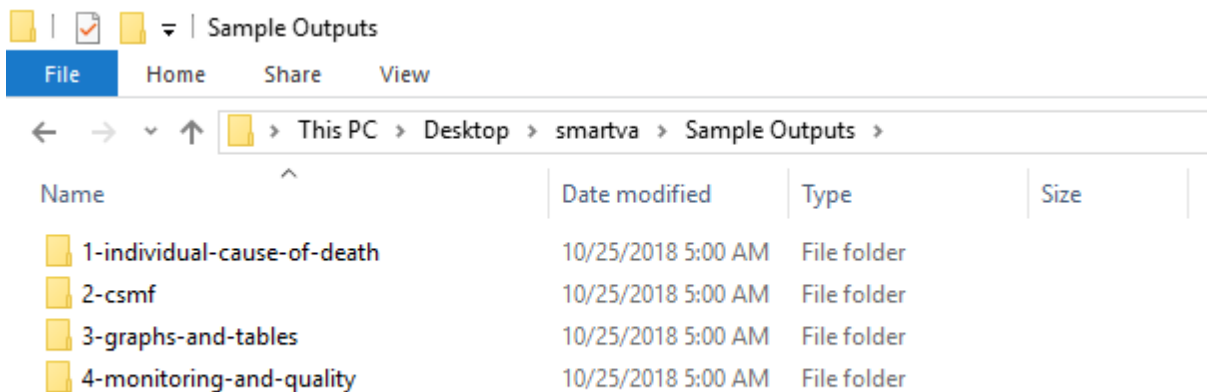 Sample Outputs
File Home Share View
This PC > Desktop > smartva > Sample Outputs >
Name Date modified Type Size
1-individual-cause-of-death 10/25/2018 5:00 AM File folder
2-csmf 10/25/2018 5:00 AM File folder
3-graphs-and-tables 10/25/2018 5:00 AM File folder
4-monitoring-and-quality 10/25/2018 5:00 AM File folder